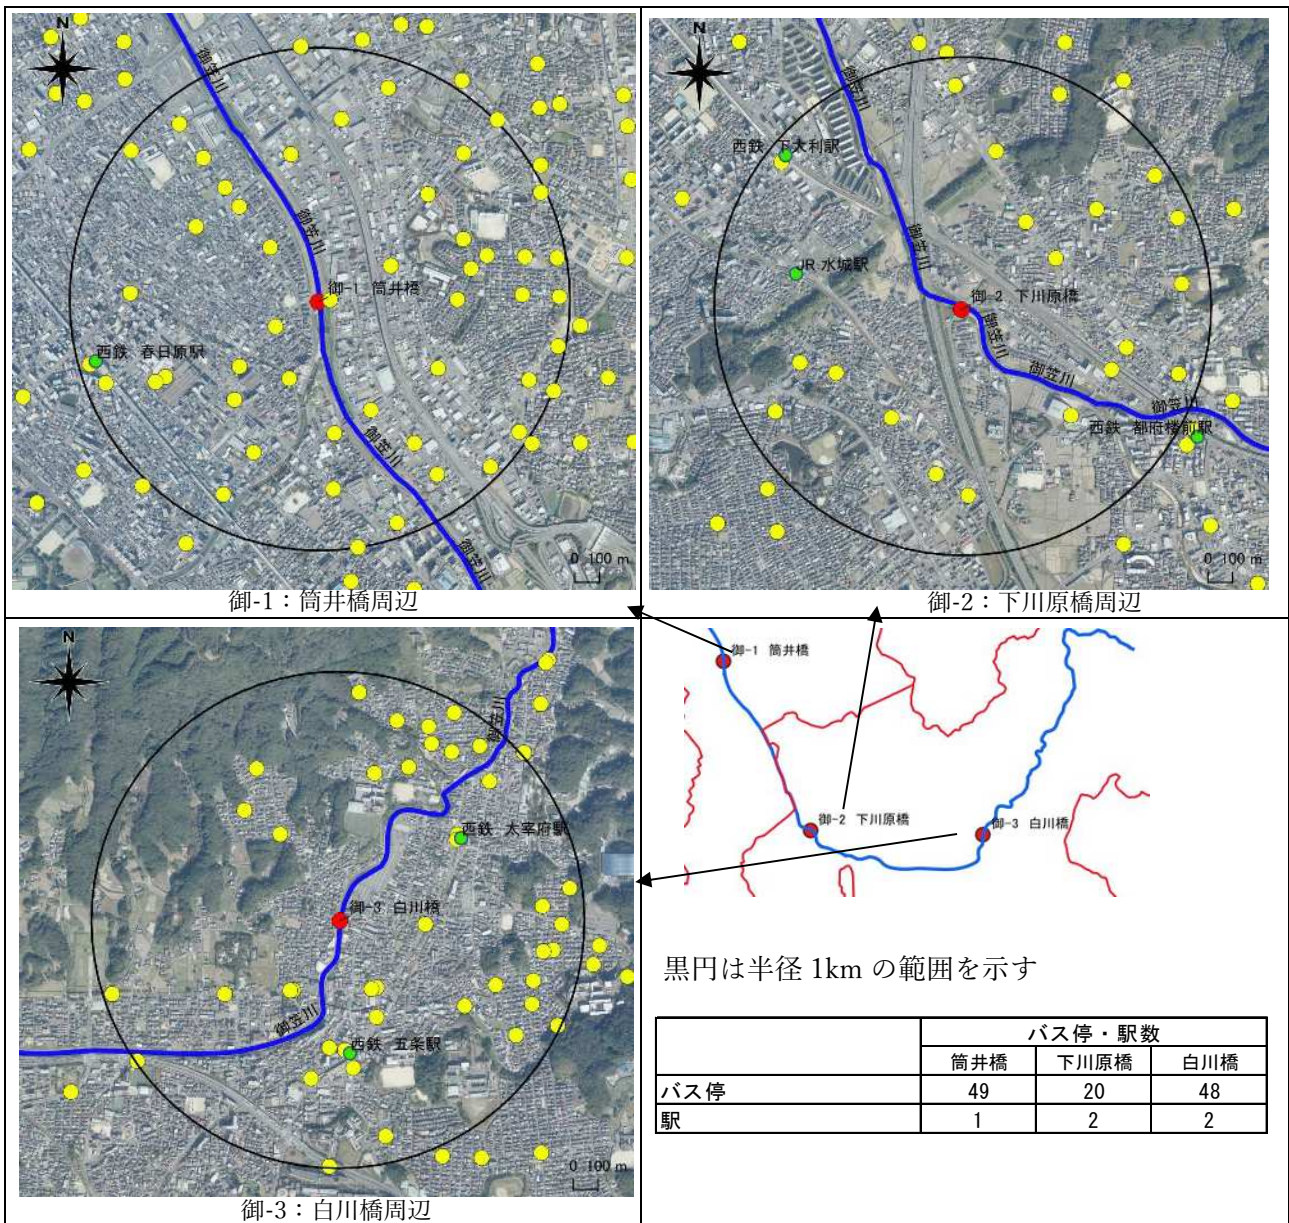 N
御笠川
御笠川
御-1 筒井橋
西鉄 春日原駅
御笠川
御笠川
0 100 m
御-1：筒井橋周辺
N
御笠川
西鉄 下大利駅
御笠川
JR 水城駅
御-2 下川原橋
御笠川
御笠川
御笠川
西鉄 都府楼前駅
0 100 m
御-2：下川原橋周辺
N
御笠川
西鉄 太宰府駅
御-3 白川橋
御笠川
西鉄 五条駅
0 100 m
御-3：白川橋周辺
御-1 筒井橋
御-2 下川原橋
御-3 白川橋
黒円は半径 1km の範囲を示す
バス停・駅数
筒井橋 下川原橋 白川橋
バス停 49 20 48
駅 1 2 2